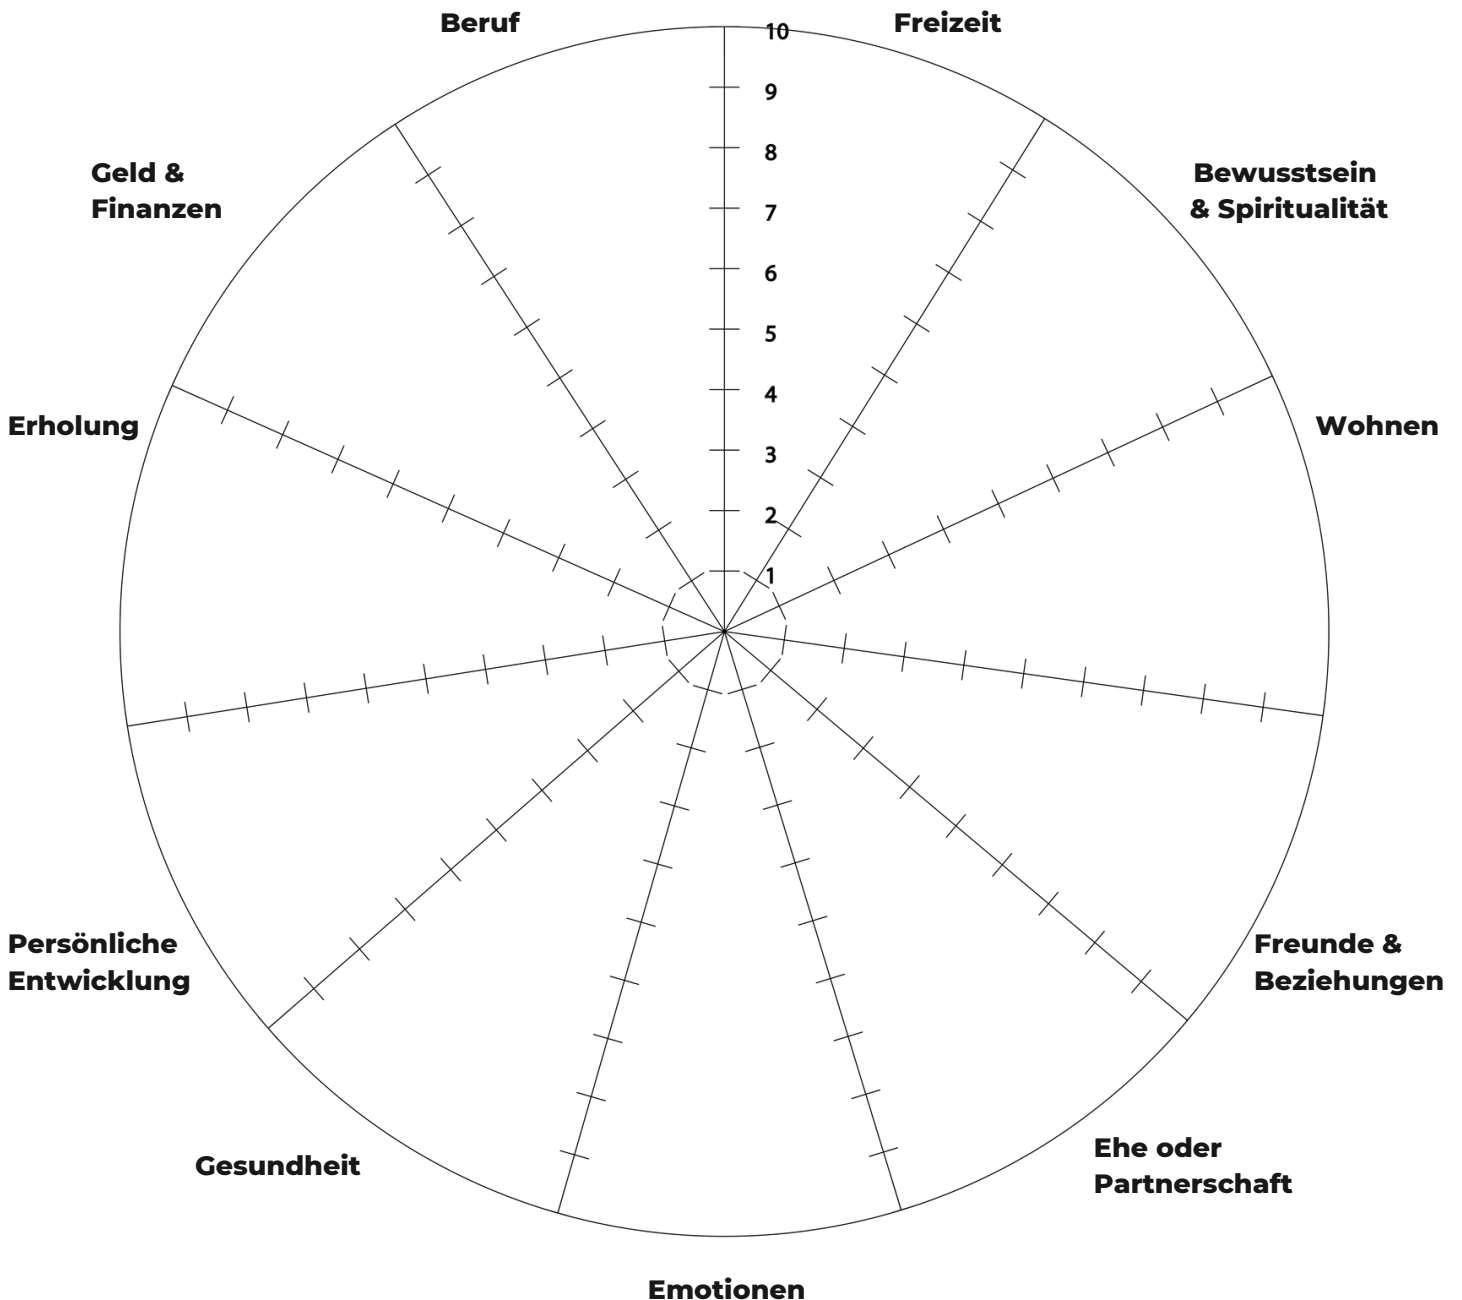 Beruf
Freizeit
10
9
8
7
6
5
4
3
2
1
Bewusstsein
& Spiritualität
Wohnen
Freunde &
Beziehungen
Ehe oder
Partnerschaft
Emotionen
Gesundheit
Persönliche
Entwicklung
Erholung
Geld &
Finanzen